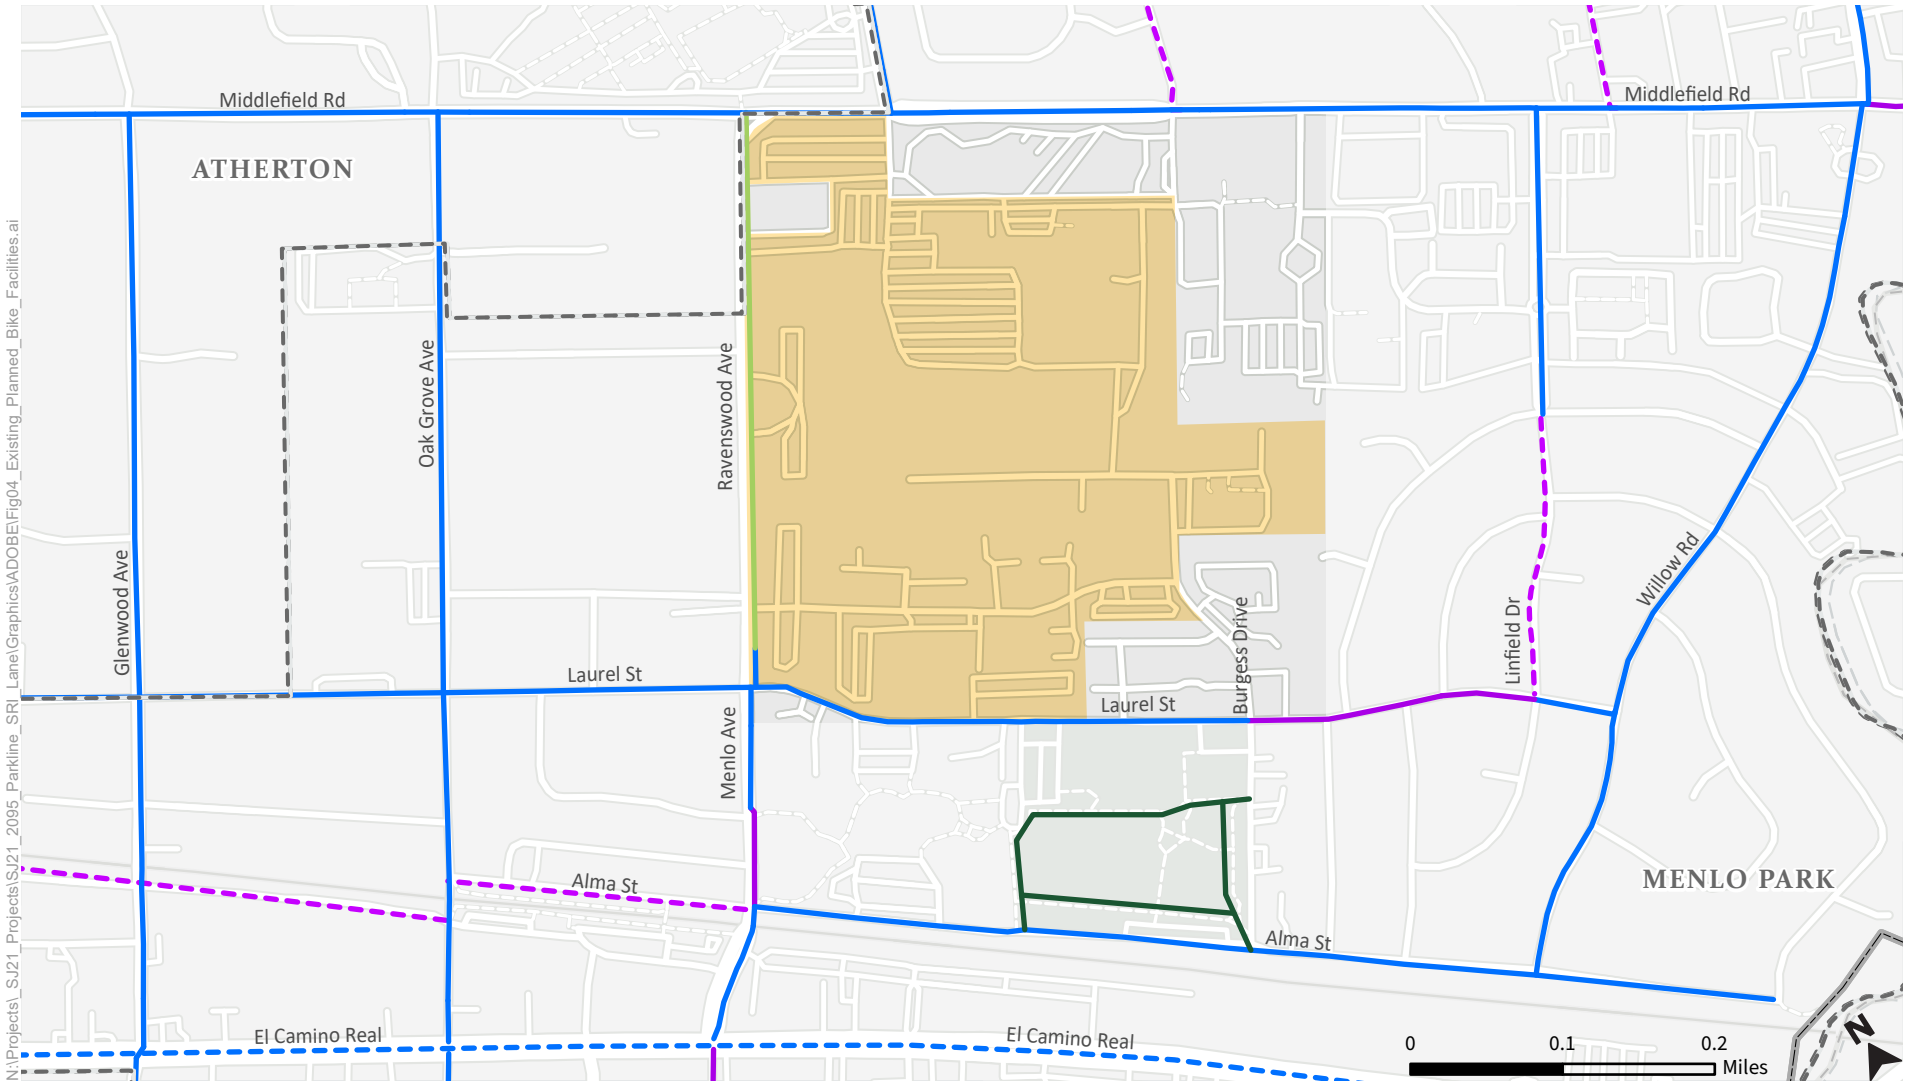 Middlefield Rd
Middlefield Rd
ATHERTON
N:\Projects\_SJ21_Projects\SJ21_2095_Parkline_SRI_Lane\Graphics\ADOBE\Fig04_Existing_Planned_Bike_Facilities.ai
Oak Grove Ave
Ravenswood Ave
Glenwood Ave
Willow Rd
Linfield Dr
Burgess Drive
Laurel St
Laurel St
Menlo Ave
Alma St
MENLO PARK
Alma St
El Camino Real
El Camino Real
N
0 0.1 0.2
Miles